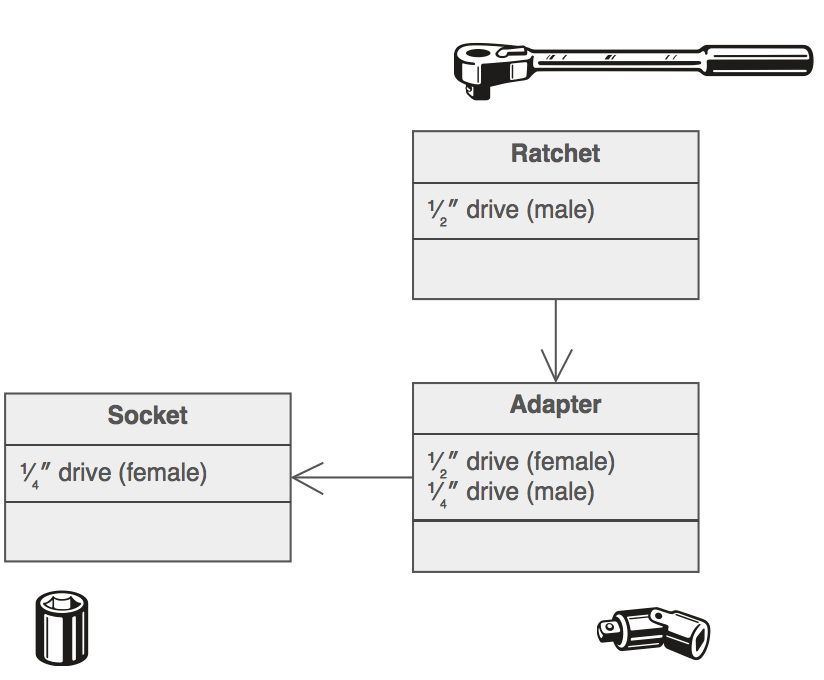 Ratchet
½″ drive (male)
Adapter
½″ drive (female)
¼″ drive (male)
Socket
¼″ drive (female)